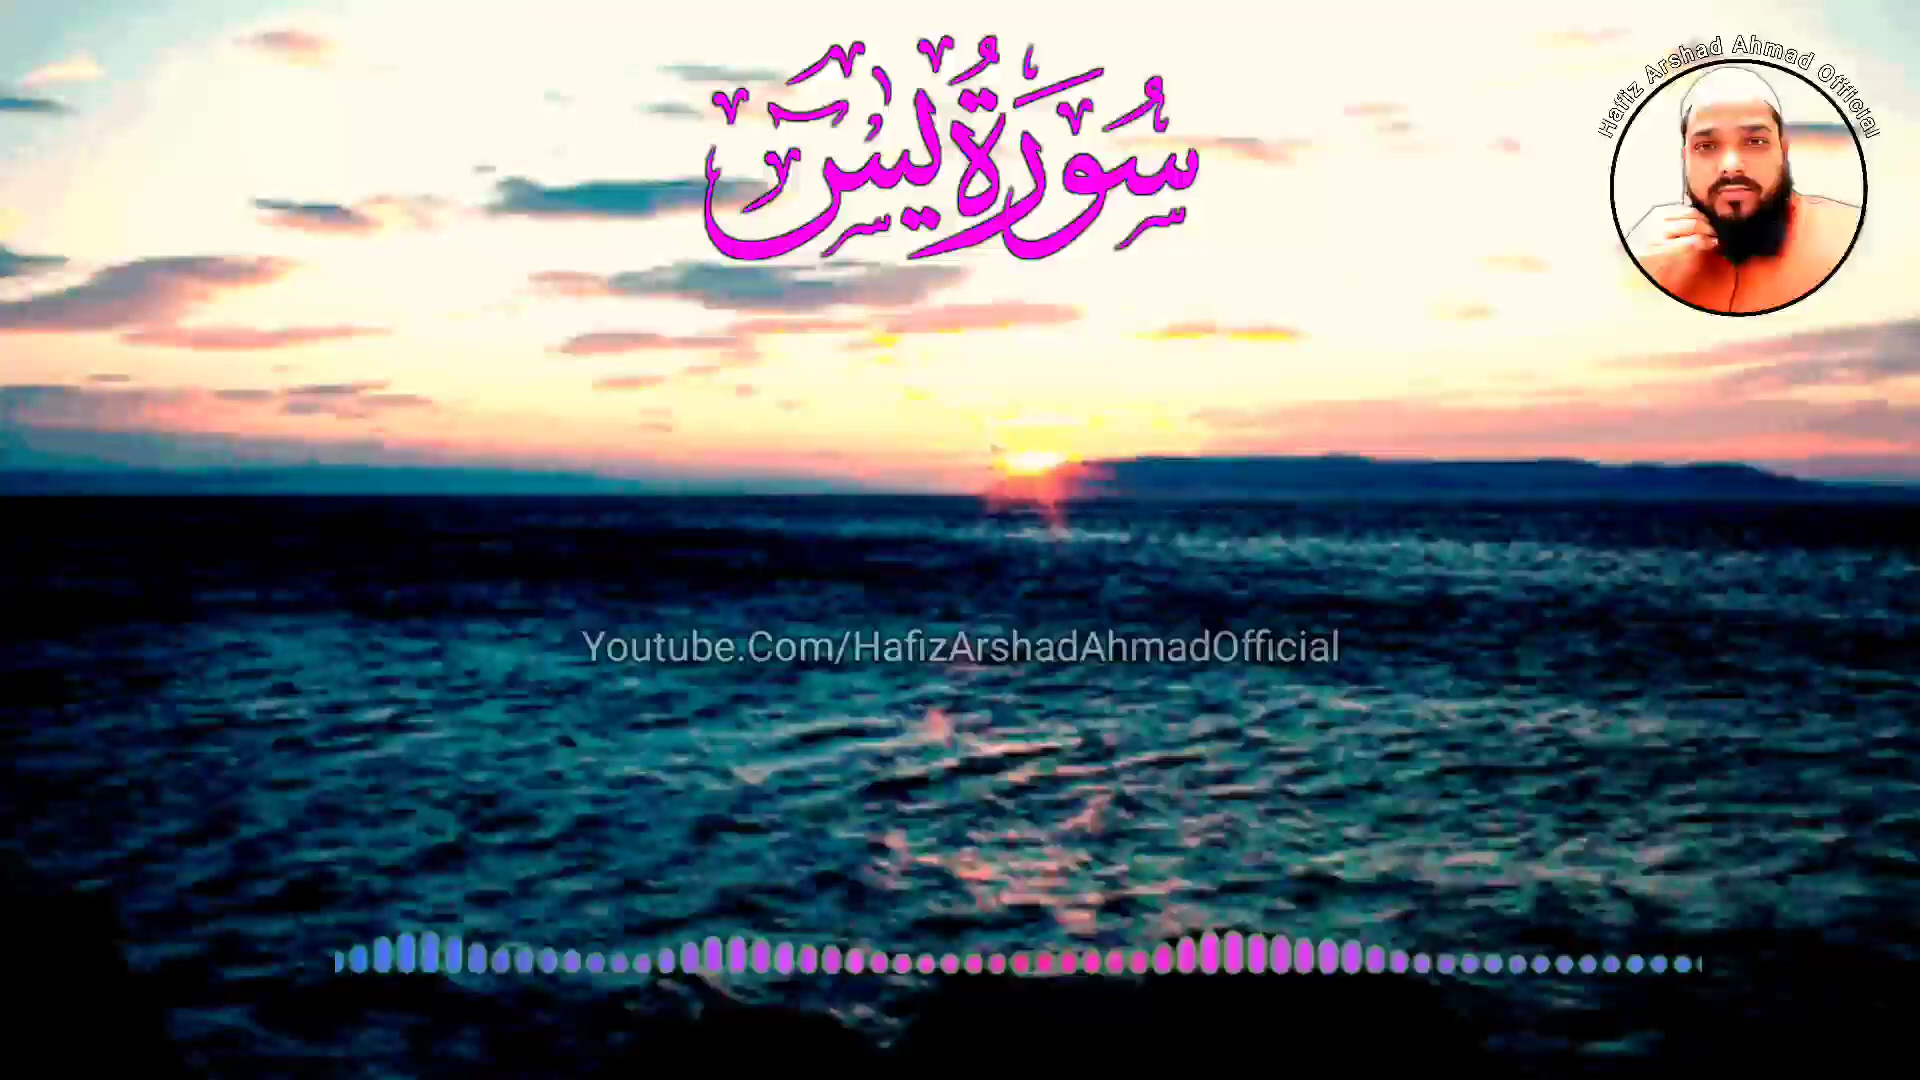 سُورَةُ يٰسٓ
Hafiz Arshad Ahmad Official
Youtube.Com/HafizArshadAhmadOfficial